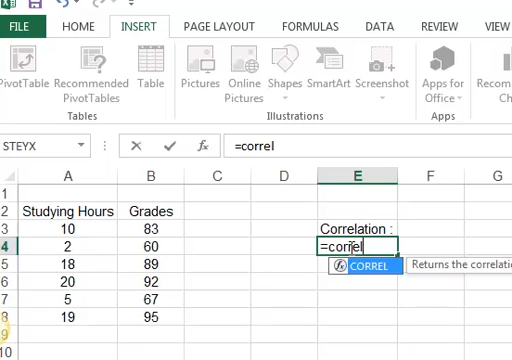 FILE HOME INSERT PAGE LAYOUT FORMULAS DATA REVIEW VIEW
PivotTable Recommended PivotTables Table Pictures Online Pictures Shapes SmartArt Screenshot Apps for Office
Tables Illustrations Apps
STEYX =correl
A B C D E F G
1
2 Studying Hours Grades
3 10 83 Correlation :
4 2 60 =correl
5 18 89 CORREL Returns the correlatio
6 20 92
7 5 67
8 19 95
9
10